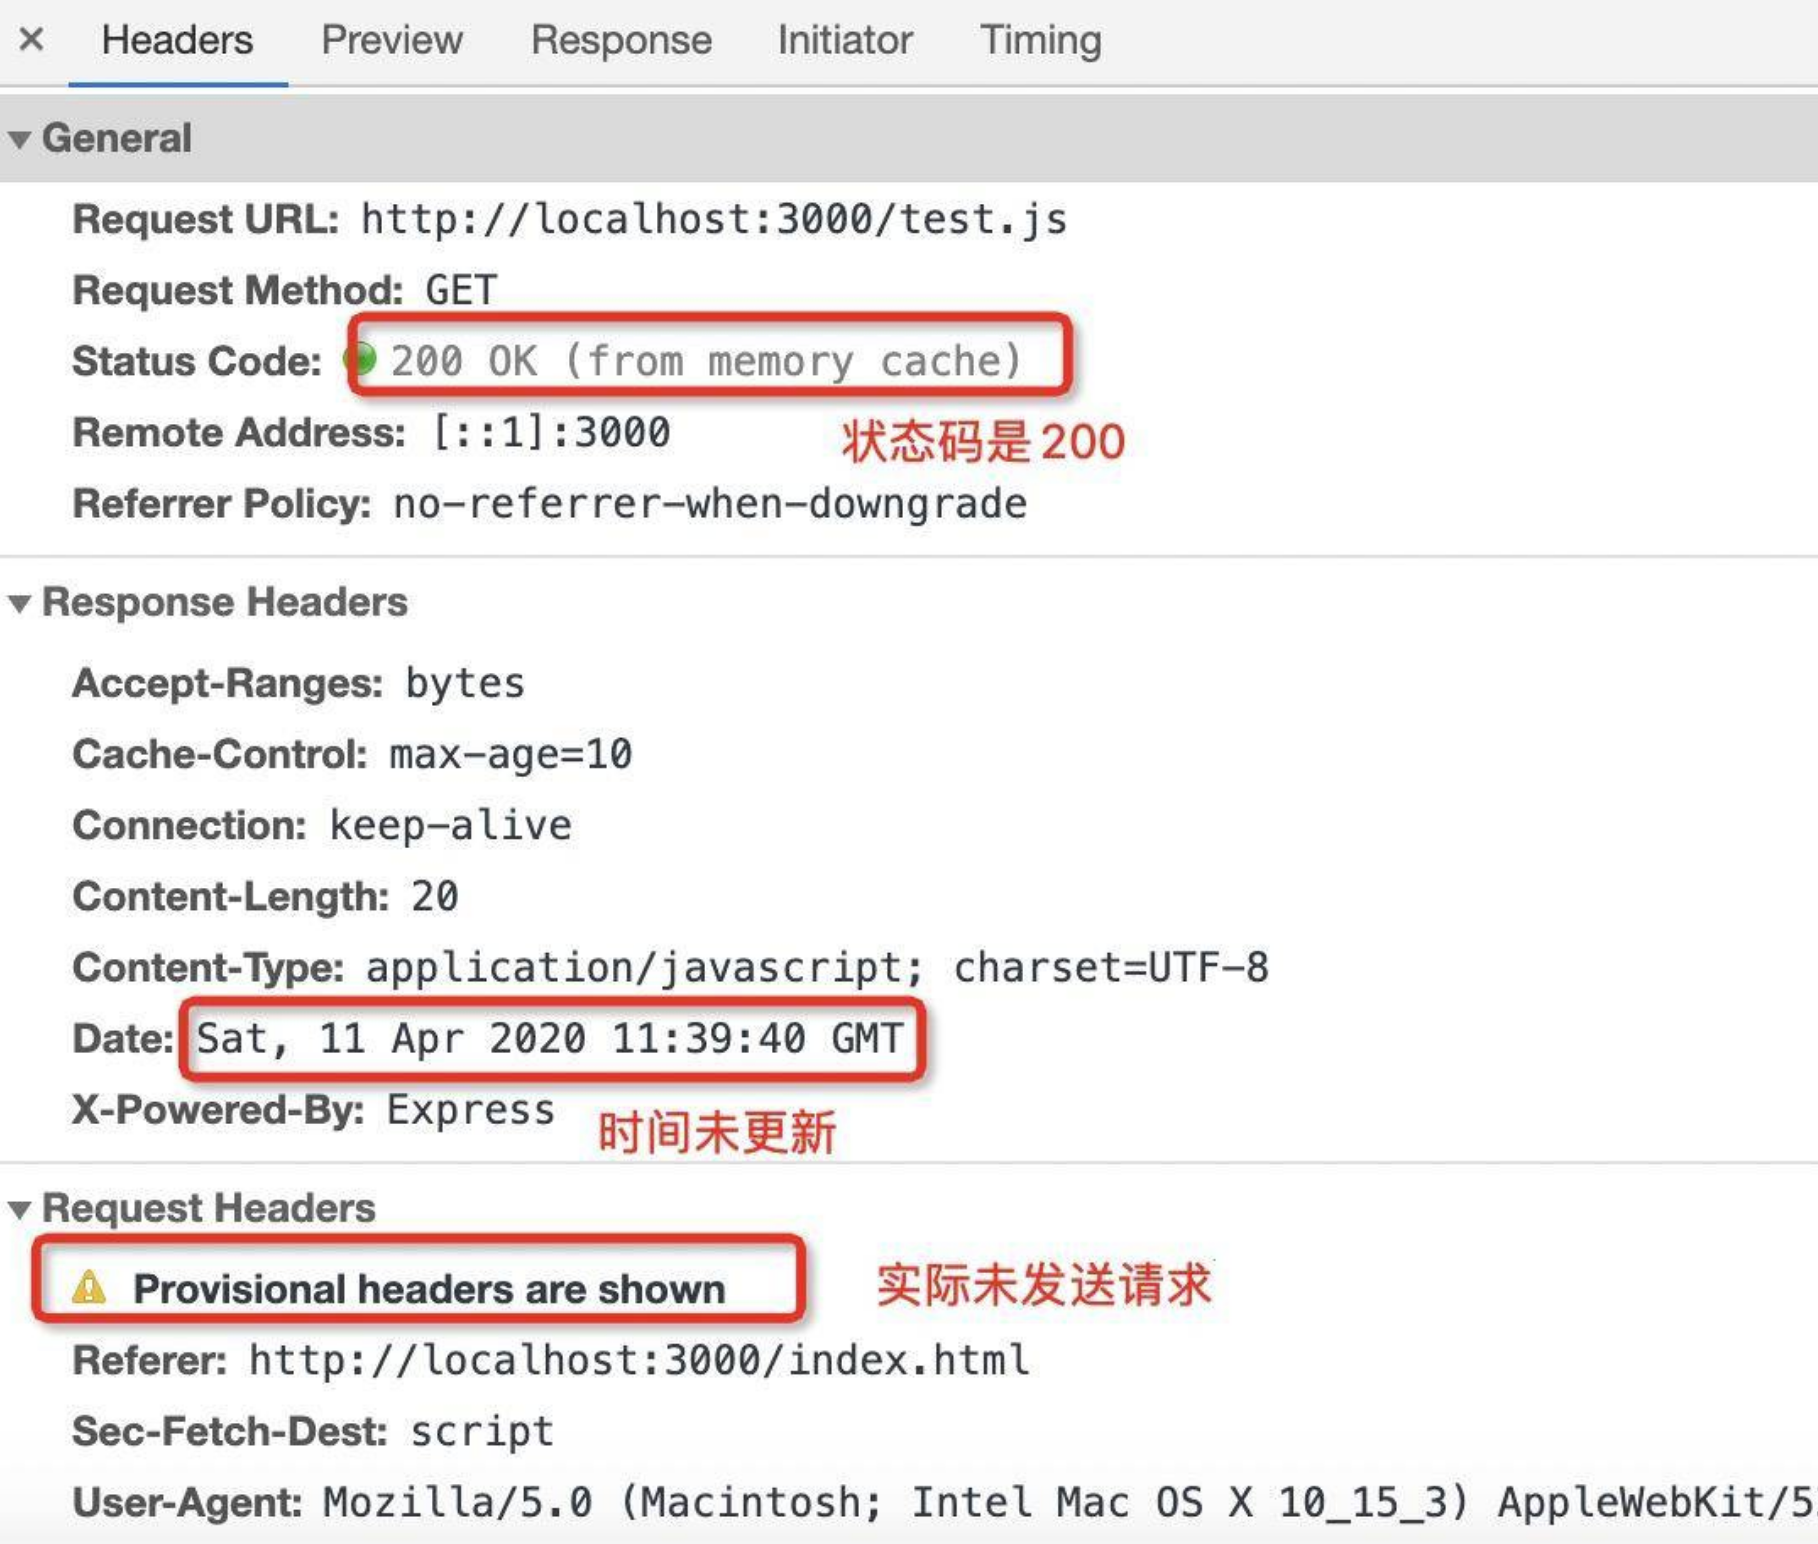 × Headers Preview Response Initiator Timing
▼ General
Request URL: http://localhost:3000/test.js
Request Method: GET
Status Code: 200 OK (from memory cache)
Remote Address: [::1]:3000
状态码是200
Referrer Policy: no-referrer-when-downgrade
▼ Response Headers
Accept-Ranges: bytes
Cache-Control: max-age=10
Connection: keep-alive
Content-Length: 20
Content-Type: application/javascript; charset=UTF-8
Date: Sat, 11 Apr 2020 11:39:40 GMT
X-Powered-By: Express
时间未更新
▼ Request Headers
Provisional headers are shown
实际未发送请求
Referer: http://localhost:3000/index.html
Sec-Fetch-Dest: script
User-Agent: Mozilla/5.0 (Macintosh; Intel Mac OS X 10_15_3) AppleWebKit/5